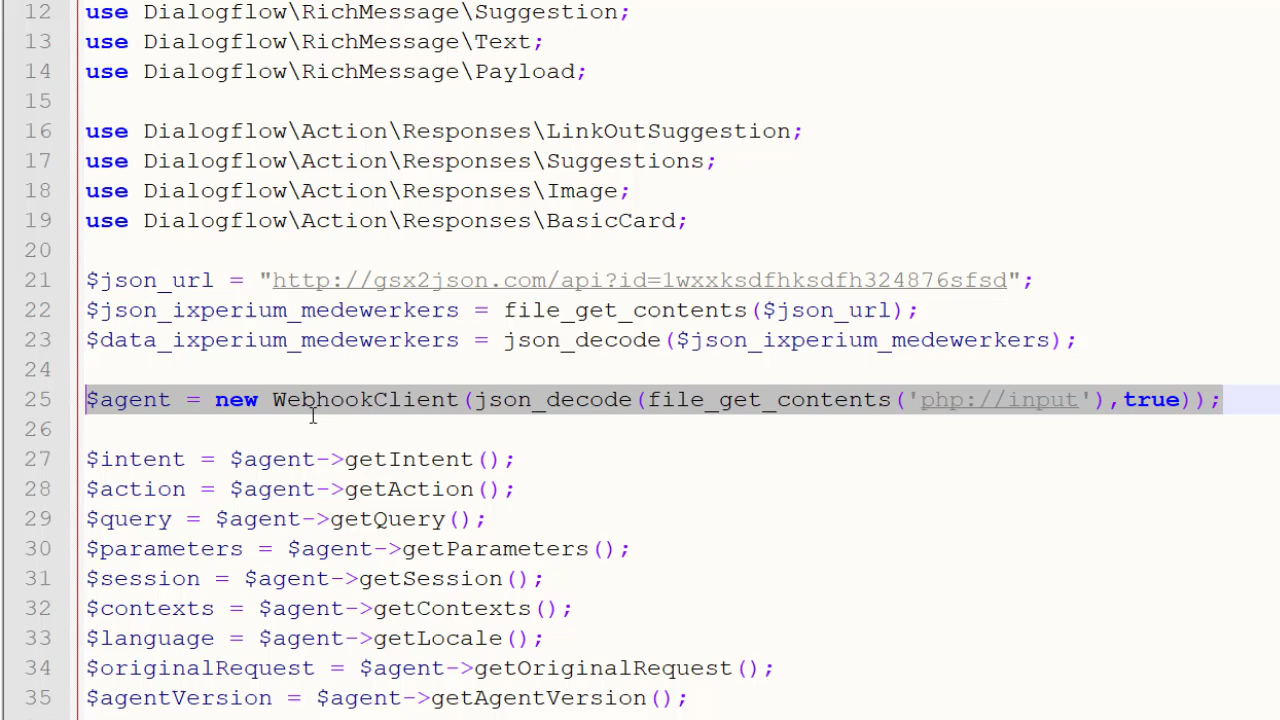 12 use Dialogflow\RichMessage\Suggestion;
13 use Dialogflow\RichMessage\Text;
14 use Dialogflow\RichMessage\Payload;
15
16 use Dialogflow\Action\Responses\LinkOutSuggestion;
17 use Dialogflow\Action\Responses\Suggestions;
18 use Dialogflow\Action\Responses\Image;
19 use Dialogflow\Action\Responses\BasicCard;
20
21 $json_url = "http://gsx2json.com/api?id=1wxxksdfhksdfh324876sfsd";
22 $json_ixperium_medewerkers = file_get_contents($json_url);
23 $data_ixperium_medewerkers = json_decode($json_ixperium_medewerkers);
24
25 $agent = new WebhookClient(json_decode(file_get_contents('php://input'),true));
26
27 $intent = $agent->getIntent();
28 $action = $agent->getAction();
29 $query = $agent->getQuery();
30 $parameters = $agent->getParameters();
31 $session = $agent->getSession();
32 $contexts = $agent->getContexts();
33 $language = $agent->getLocale();
34 $originalRequest = $agent->getOriginalRequest();
35 $agentVersion = $agent->getAgentVersion();